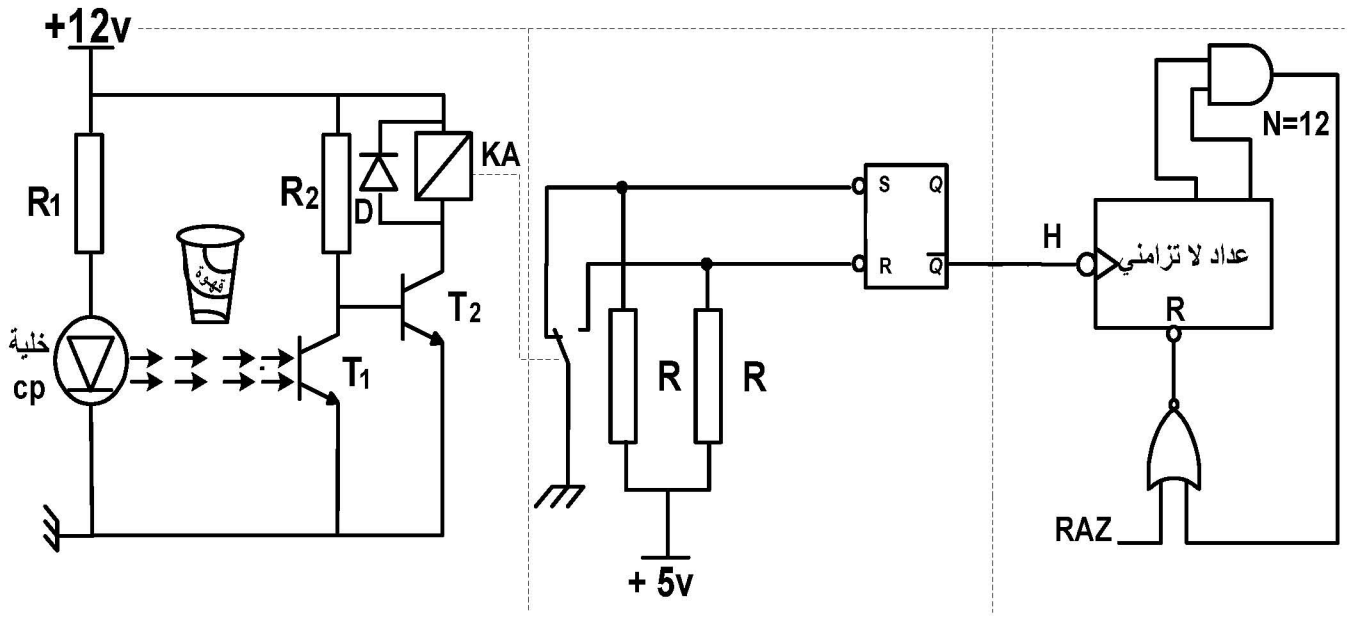 +12v
R1
R2
D
KA
قهوة
خلية
cp
T1
T2
R
R
+ 5v
S
Q
R
Q̅
H
عداد لا تزامني
R
N=12
RAZ